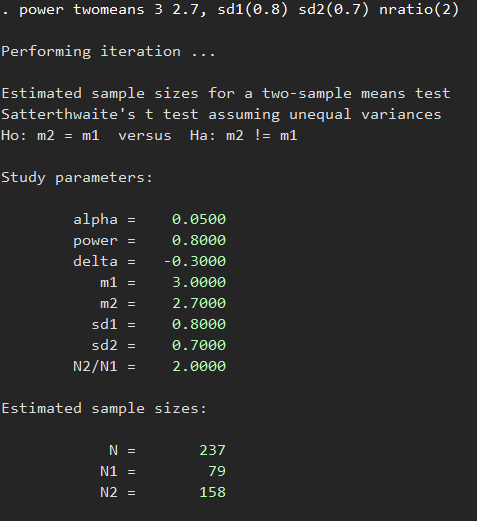 . power twomeans 3 2.7, sd1(0.8) sd2(0.7) nratio(2)
Performing iteration ...
Estimated sample sizes for a two-sample means test
Satterthwaite's t test assuming unequal variances
Ho: m2 = m1  versus  Ha: m2 != m1
Study parameters:
alpha =    0.0500
power =    0.8000
delta =   -0.3000
m1 =    3.0000
m2 =    2.7000
sd1 =    0.8000
sd2 =    0.7000
N2/N1 =    2.0000
Estimated sample sizes:
N =       237
N1 =        79
N2 =       158